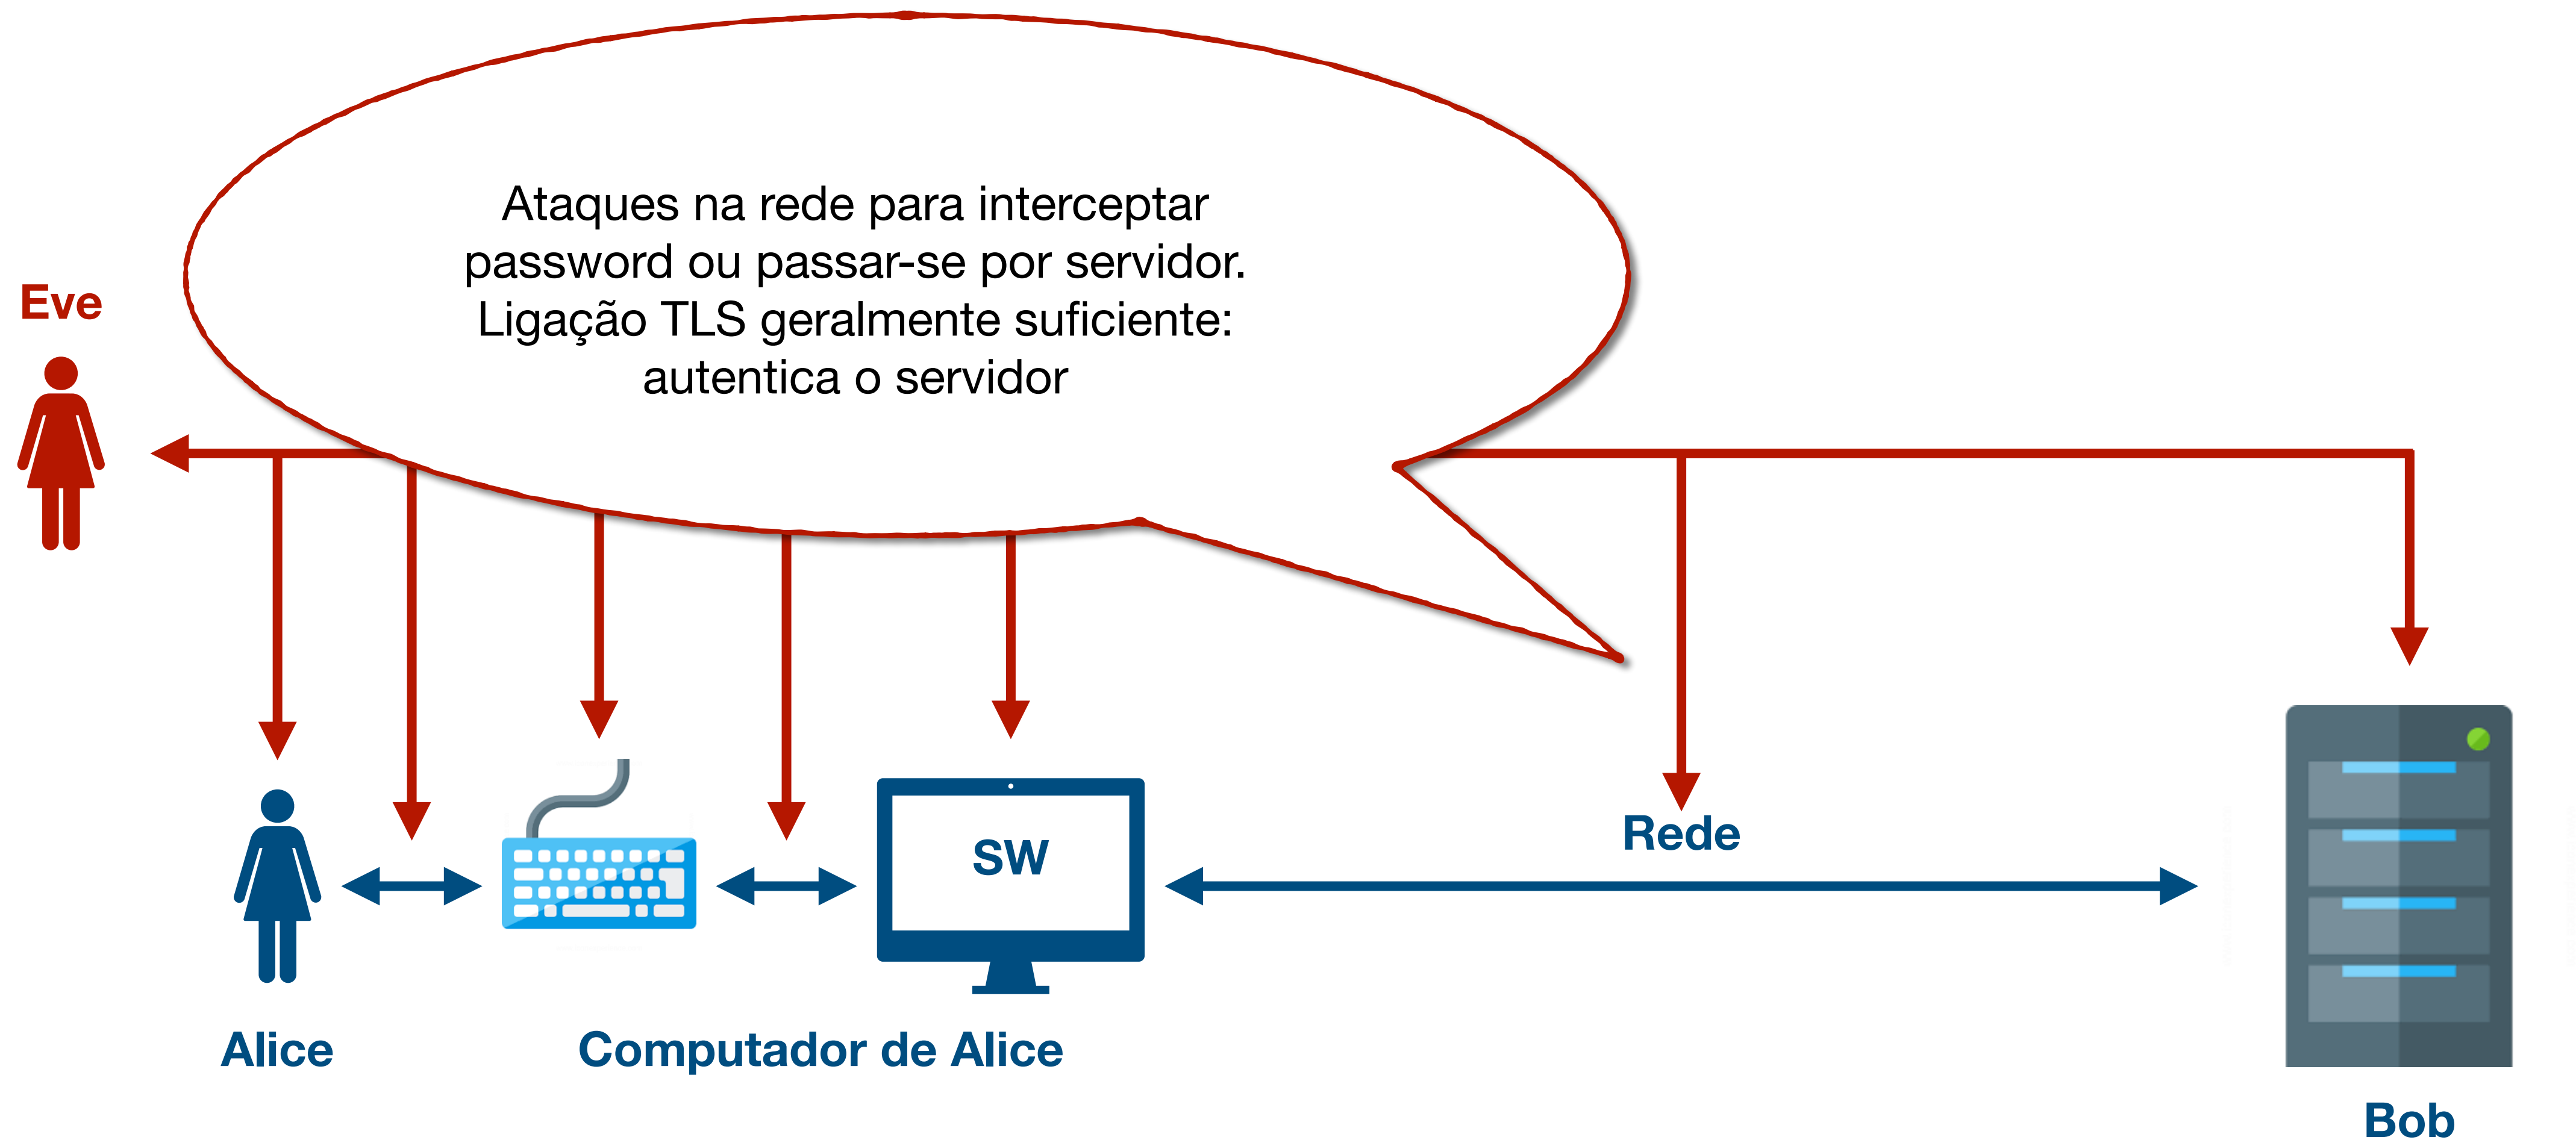 Ataques na rede para interceptar
password ou passar-se por servidor.
Ligação TLS geralmente suficiente:
autentica o servidor
Eve
SW
Rede
Alice
Computador de Alice
Bob